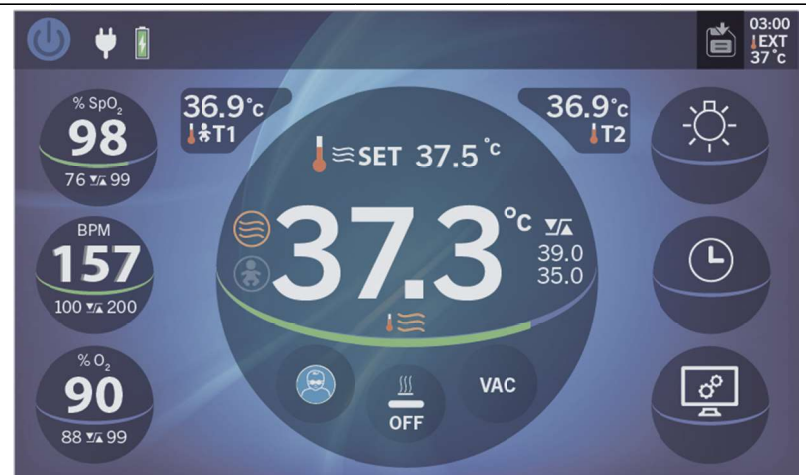 03:00
EXT
37°C
% SpO₂
98
76 99
36.9°c
T1
36.9°c
T2
SET 37.5°c
37.3°c
39.0
35.0
BPM
157
100 200
% O₂
90
88 99
OFF
VAC